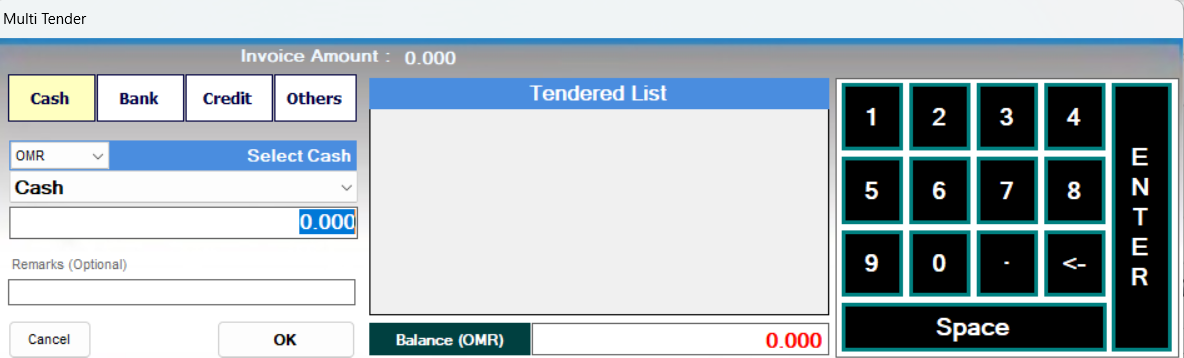 Multi Tender
Invoice Amount : 0.000
Cash Bank Credit Others
OMR Select Cash
Cash
0.000
Remarks (Optional)
Cancel OK
Tendered List
Balance (OMR) 0.000
1 2 3 4
5 6 7 8
9 0 . <-
Space
ENTER